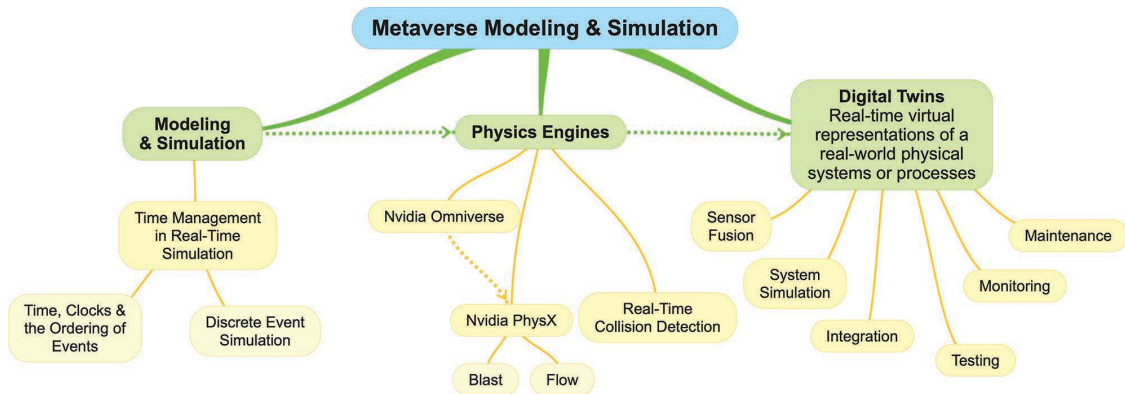 Metaverse Modeling & Simulation
Modeling
& Simulation
Physics Engines
Digital Twins
Real-time virtual
representations of a
real-world physical
systems or processes
Time Management
in Real-Time
Simulation
Time, Clocks &
the Ordering of
Events
Discrete Event
Simulation
Nvidia Omniverse
Nvidia PhysX
Real-Time
Collision Detection
Blast
Flow
Sensor
Fusion
System
Simulation
Integration
Testing
Monitoring
Maintenance